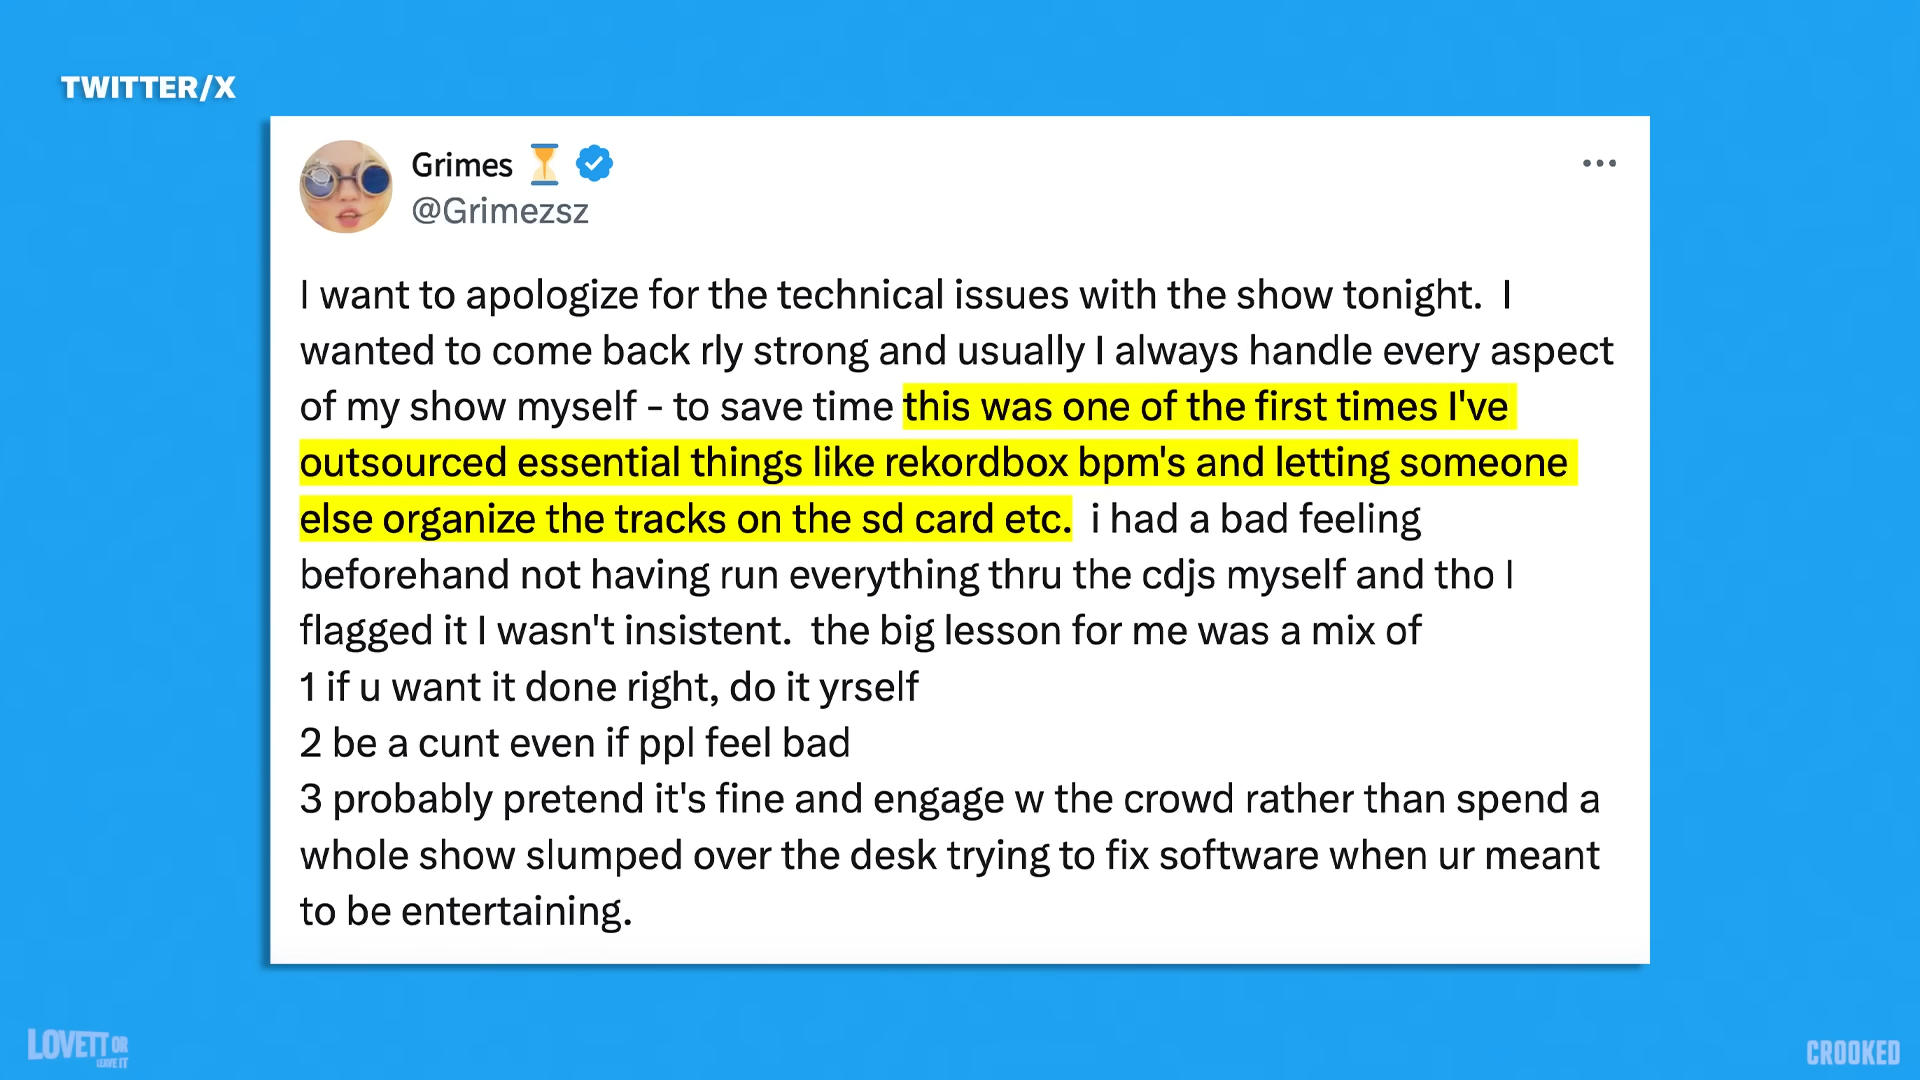 TWITTER/X
Grimes
@Grimezsz
I want to apologize for the technical issues with the show tonight.  I
wanted to come back rly strong and usually I always handle every aspect
of my show myself - to save time this was one of the first times I've
outsourced essential things like rekordbox bpm's and letting someone
else organize the tracks on the sd card etc.  i had a bad feeling
beforehand not having run everything thru the cdjs myself and tho I
flagged it I wasn't insistent.  the big lesson for me was a mix of
1 if u want it done right, do it yrself
2 be a cunt even if ppl feel bad
3 probably pretend it's fine and engage w the crowd rather than spend a
whole show slumped over the desk trying to fix software when ur meant
to be entertaining.
LOVETT OR
LEAVE IT
CROOKED